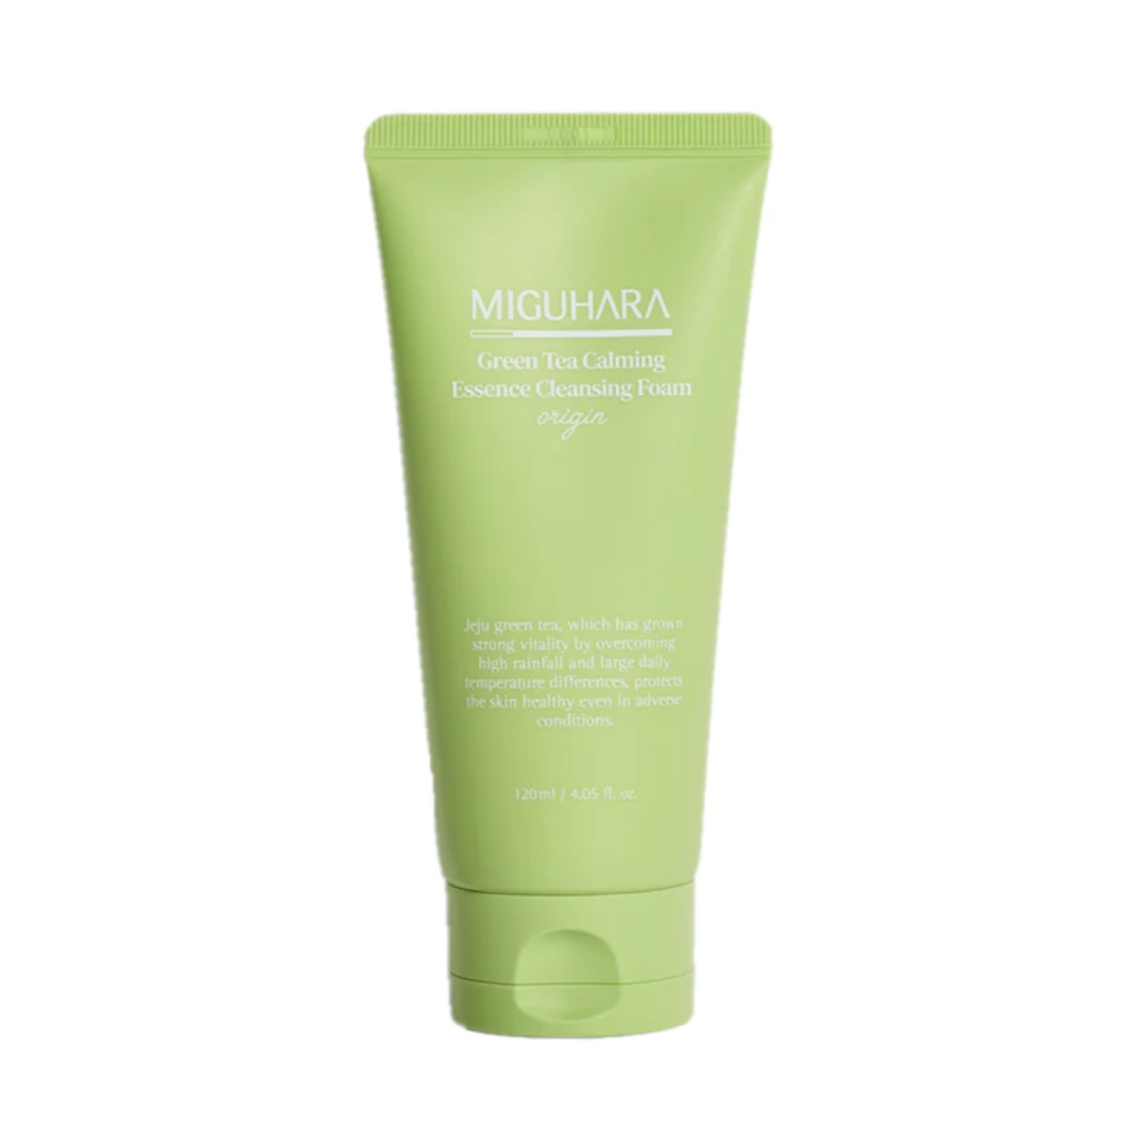 MIGUHARA
Green Tea Calming
Essence Cleansing Foam
origin
Jeju green tea, which has grown
strong vitality by overcoming
high rainfall and large daily
temperature differences, protects
the skin healthy even in adverse
conditions.
120ml / 4.05 fl. oz.